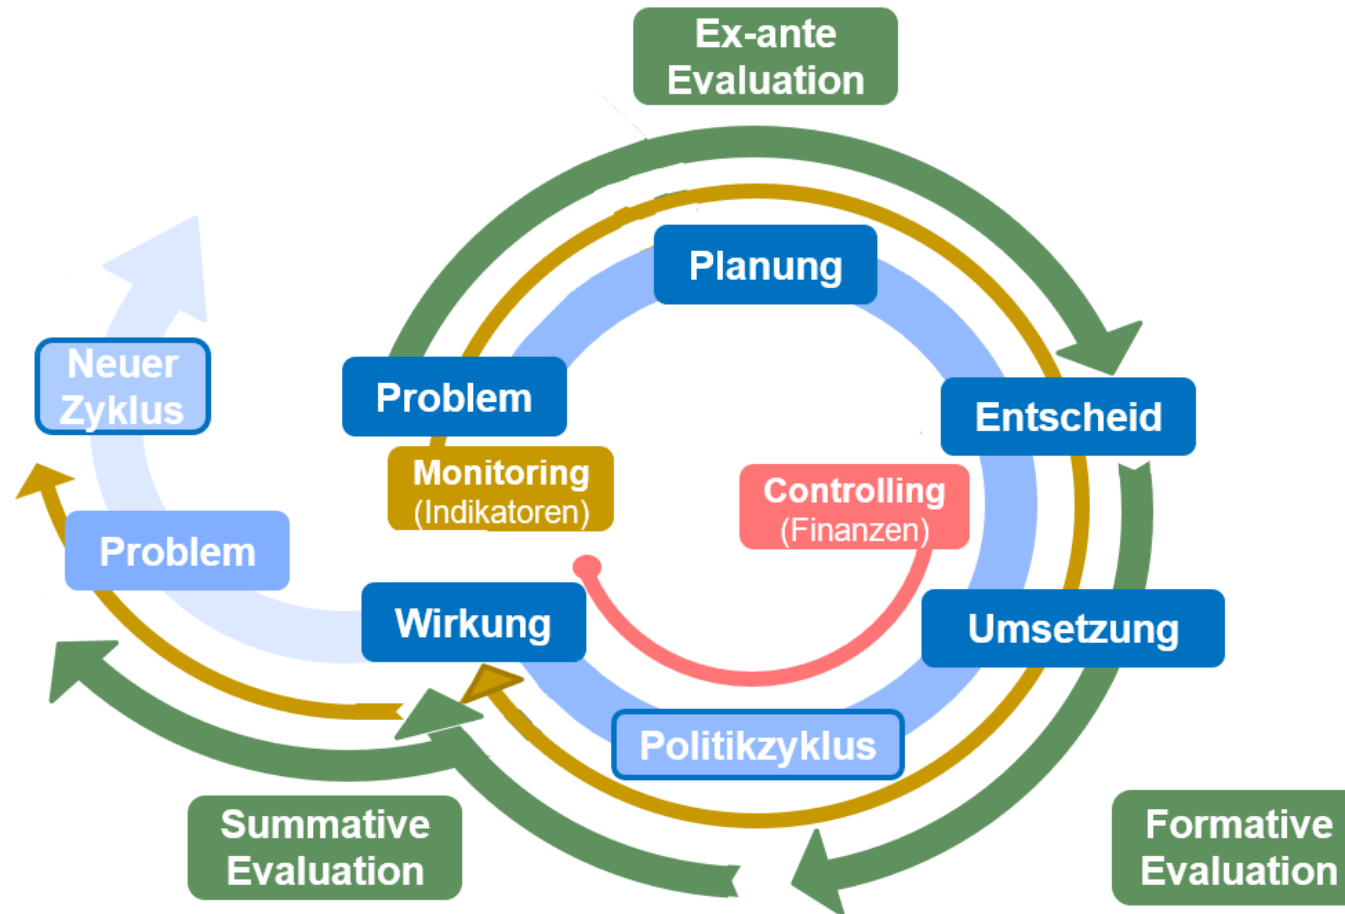 Ex-ante
Evaluation
Planung
Problem
Entscheid
Neuer
Zyklus
Monitoring
(Indikatoren)
Controlling
(Finanzen)
Problem
Wirkung
Umsetzung
Politikzyklus
Summative
Evaluation
Formative
Evaluation